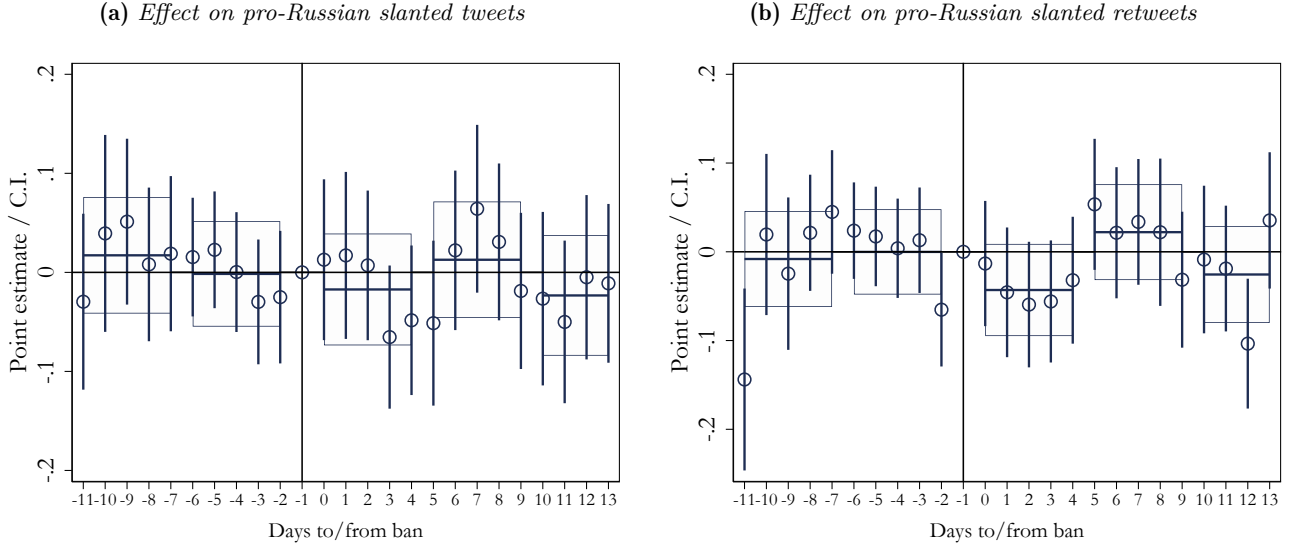 (a) Effect on pro-Russian slanted tweets
Point estimate / C.I.
.2
.1
0
-.1
-.2
-11 -10 -9 -8 -7 -6 -5 -4 -3 -2 -1 0 1 2 3 4 5 6 7 8 9 10 11 12 13
Days to/from ban
(b) Effect on pro-Russian slanted retweets
Point estimate / C.I.
.2
.1
0
-.1
-.2
-11 -10 -9 -8 -7 -6 -5 -4 -3 -2 -1 0 1 2 3 4 5 6 7 8 9 10 11 12 13
Days to/from ban